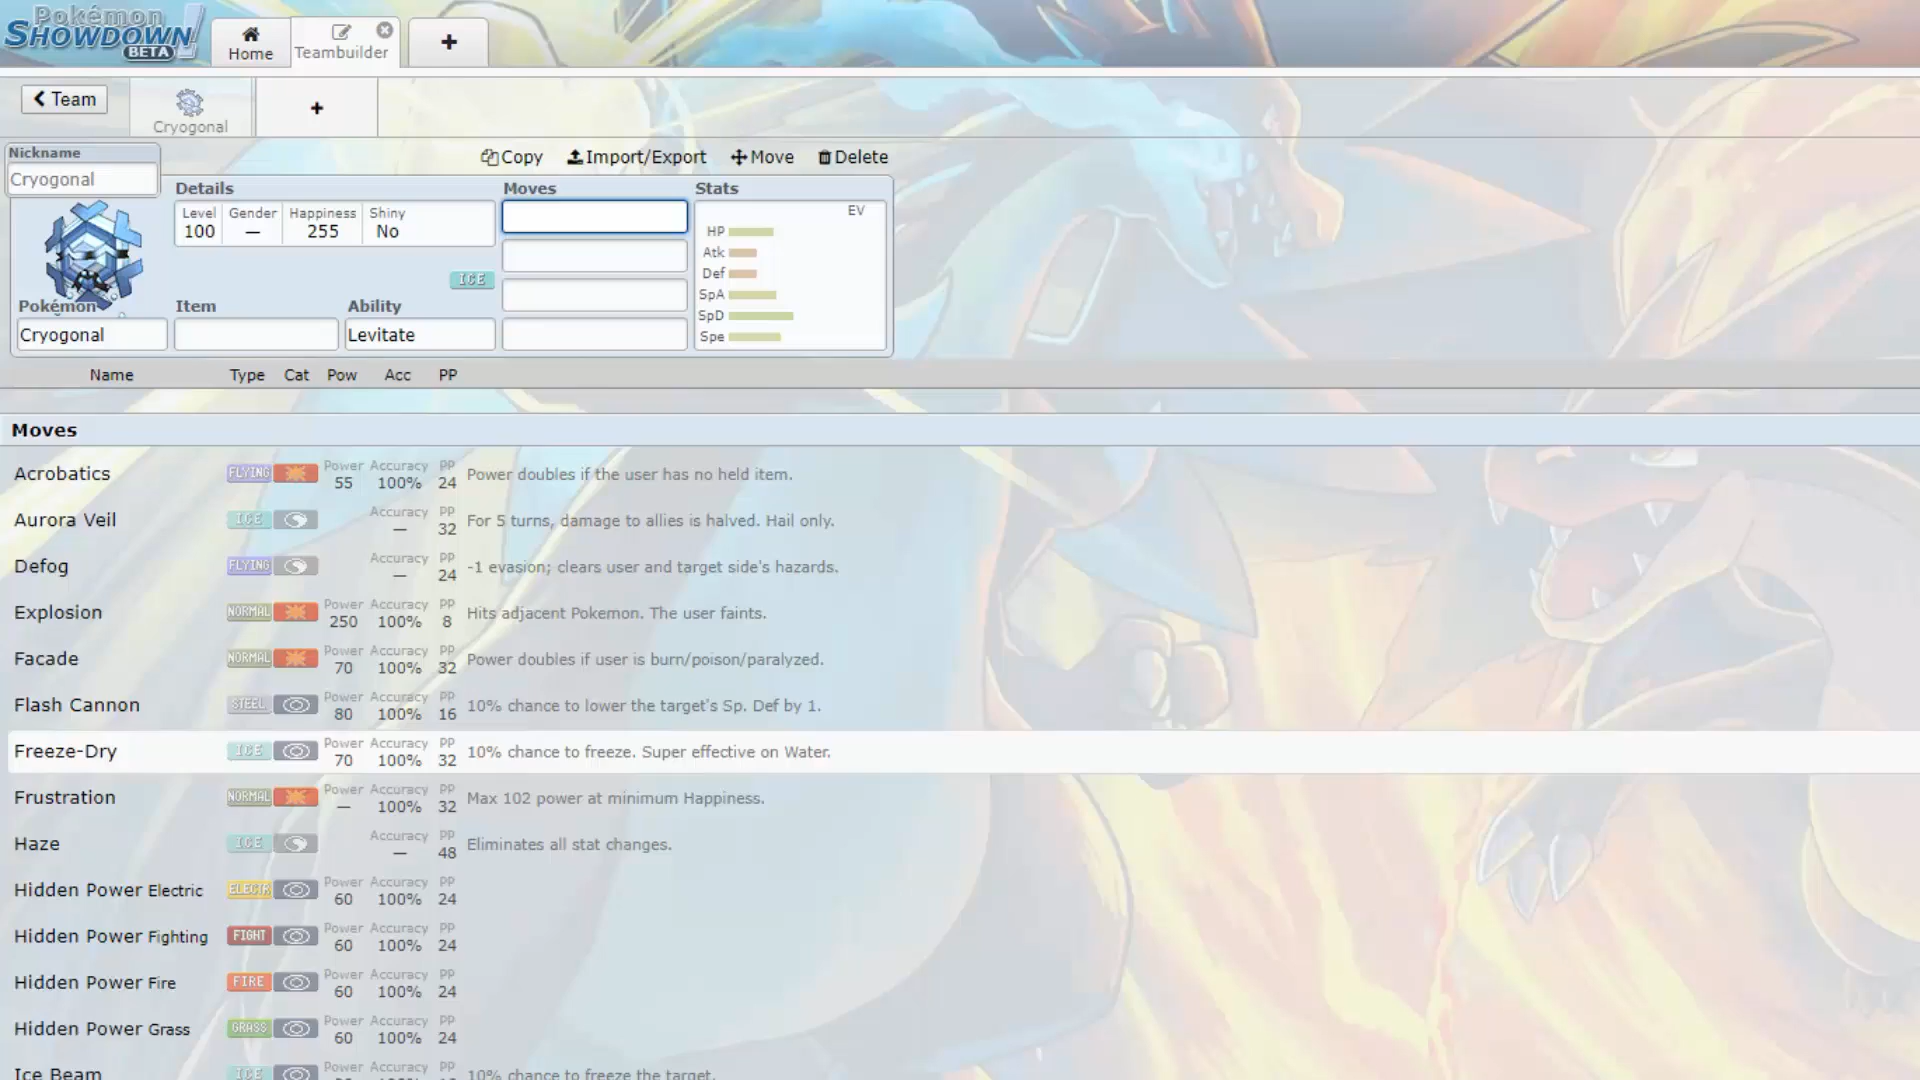 Pokémon
SHOWDOWN!
BETA
Home
Teambuilder
+
Team
Cryogonal
+
Nickname
Cryogonal
Copy
Import/Export
Move
Delete
Details
Moves
Stats
Level
Gender
Happiness
Shiny
100
—
255
No
EV
HP
Atk
Def
SpA
SpD
Spe
ICE
Pokémon
Item
Ability
Cryogonal
Levitate
Name Type Cat Pow Acc PP
Moves
Acrobatics FLYING Power 55 Accuracy 100% PP 24 Power doubles if the user has no held item.
Aurora Veil ICE Accuracy — PP 32 For 5 turns, damage to allies is halved. Hail only.
Defog FLYING Accuracy — PP 24 -1 evasion; clears user and target side's hazards.
Explosion NORMAL Power 250 Accuracy 100% PP 8 Hits adjacent Pokemon. The user faints.
Facade NORMAL Power 70 Accuracy 100% PP 32 Power doubles if user is burn/poison/paralyzed.
Flash Cannon STEEL Power 80 Accuracy 100% PP 16 10% chance to lower the target's Sp. Def by 1.
Freeze-Dry ICE Power 70 Accuracy 100% PP 32 10% chance to freeze. Super effective on Water.
Frustration NORMAL Power — Accuracy 100% PP 32 Max 102 power at minimum Happiness.
Haze ICE Accuracy — PP 48 Eliminates all stat changes.
Hidden Power Electric ELECTR Power 60 Accuracy 100% PP 24
Hidden Power Fighting FIGHT Power 60 Accuracy 100% PP 24
Hidden Power Fire FIRE Power 60 Accuracy 100% PP 24
Hidden Power Grass GRASS Power 60 Accuracy 100% PP 24
Ice Beam ICE Power Accuracy PP 10% chance to freeze the target.